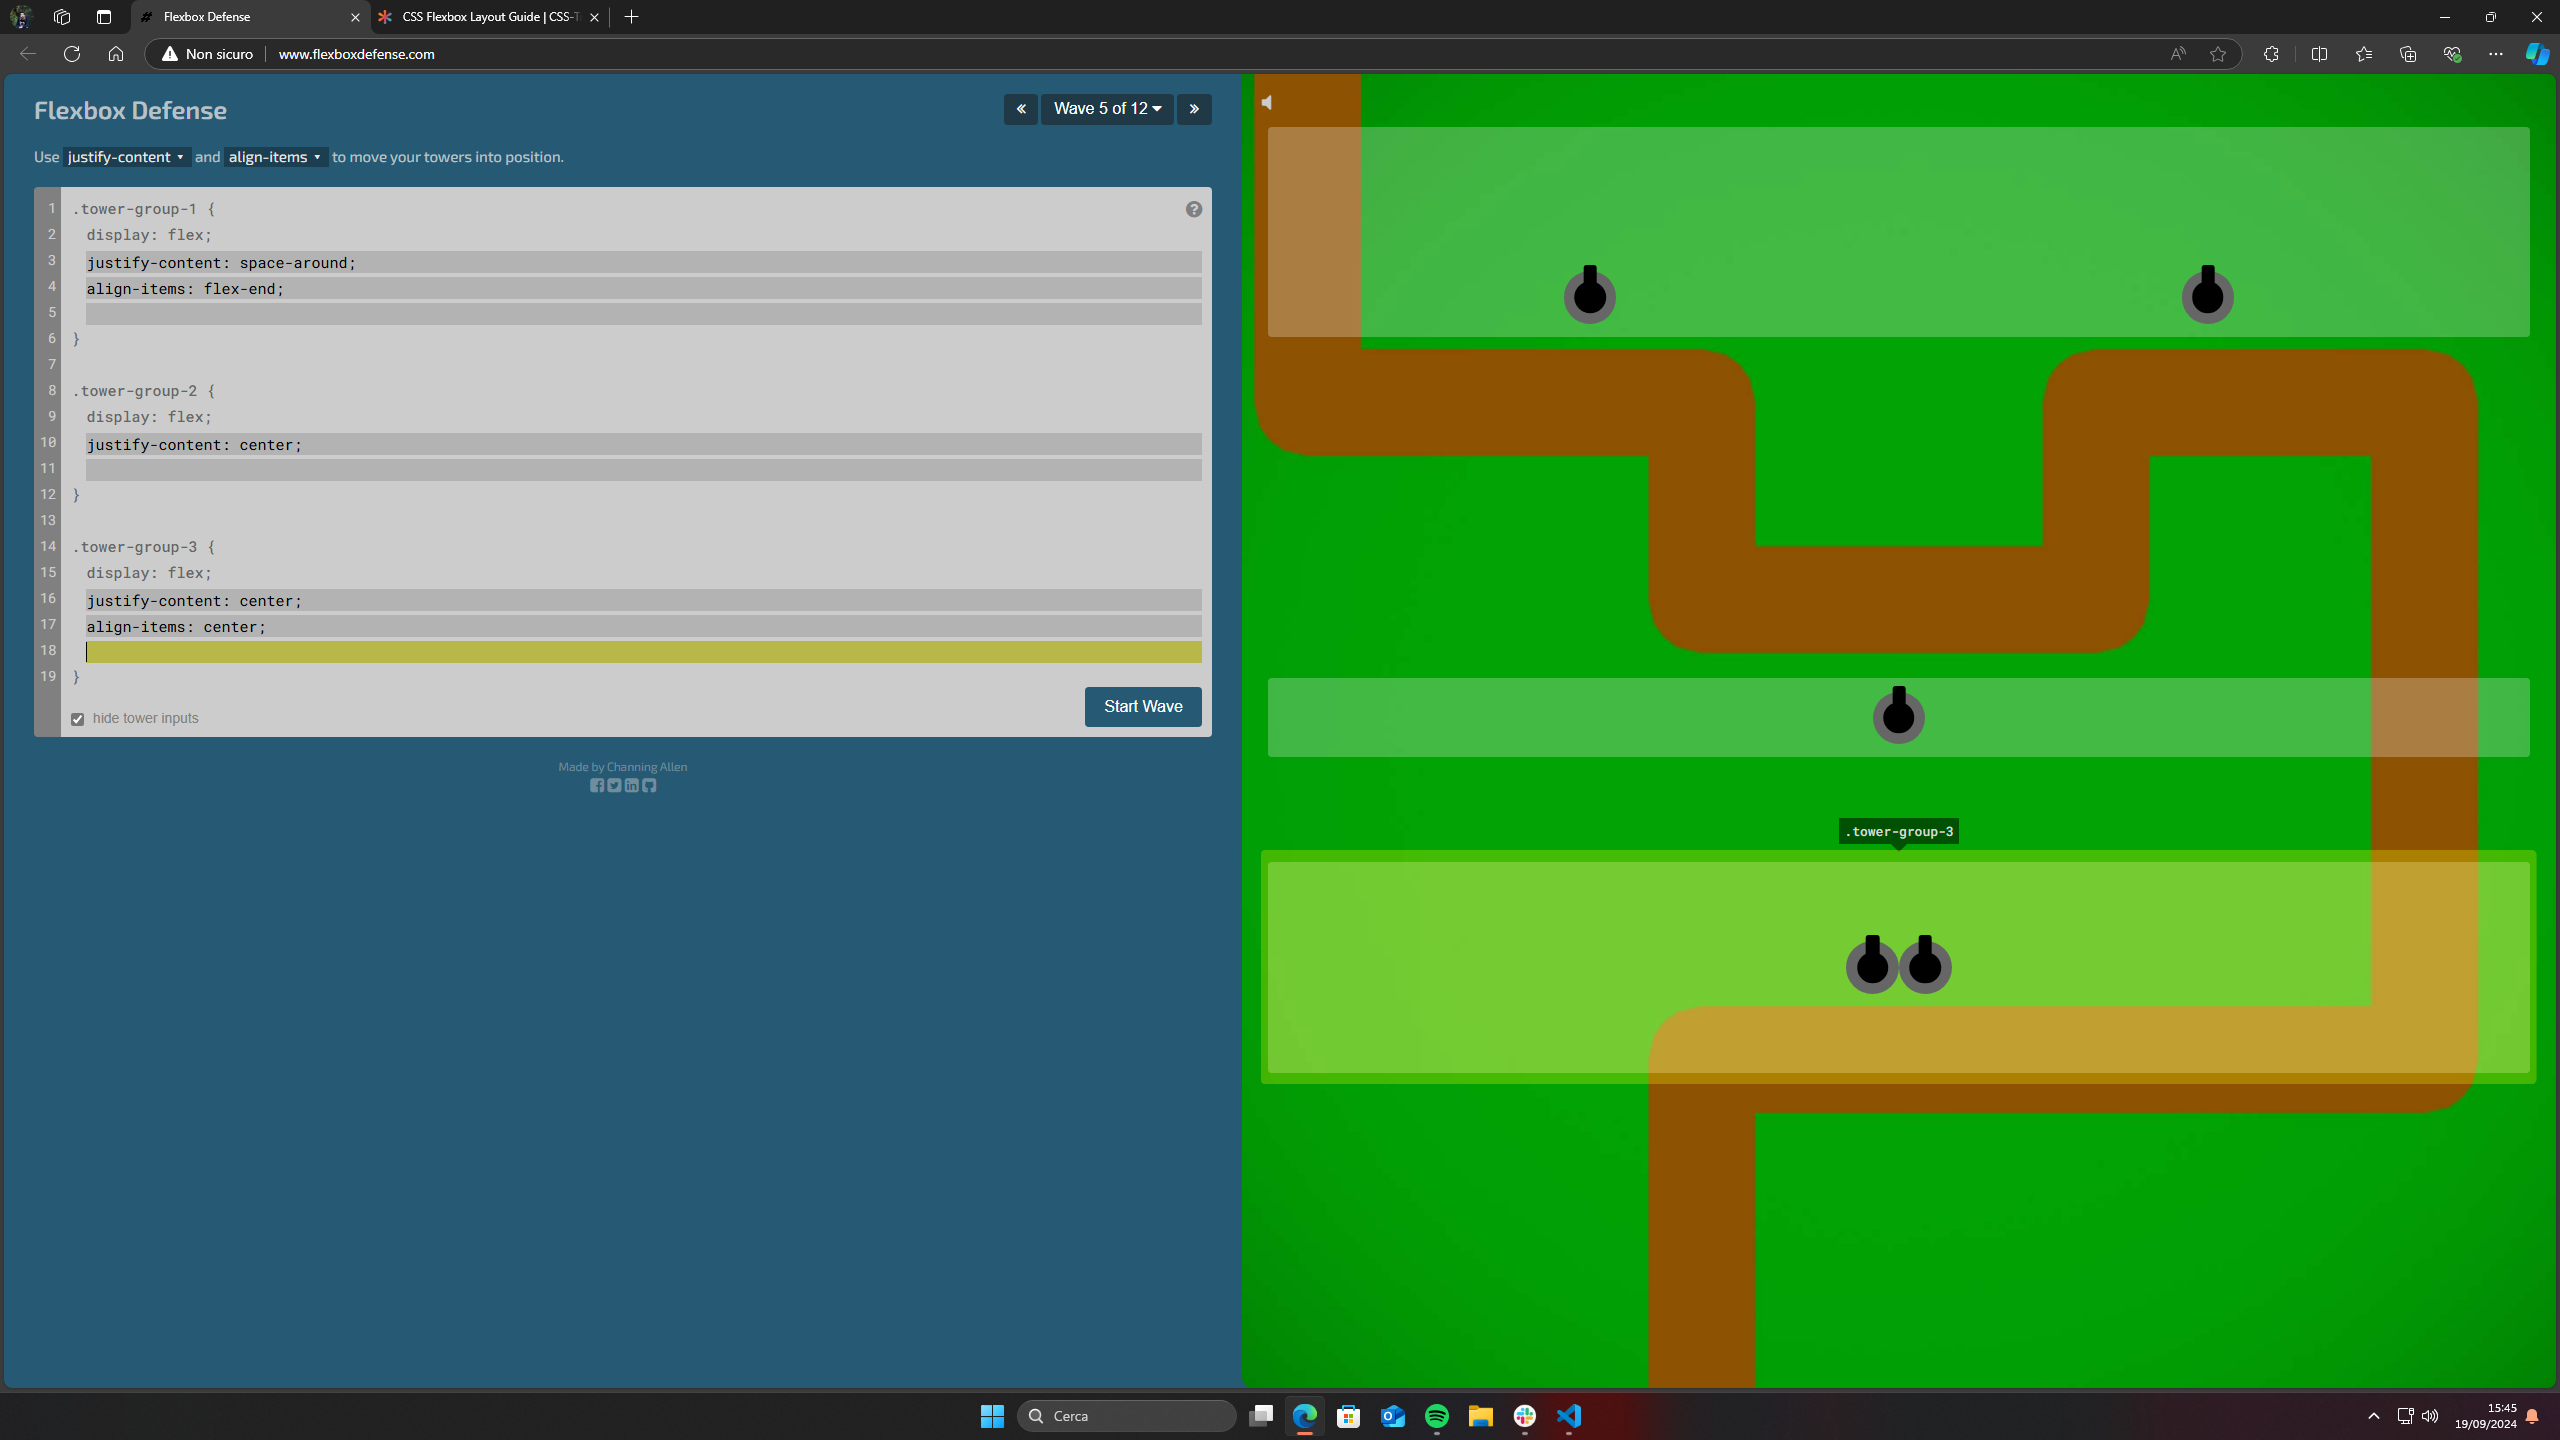 Flexbox Defense
CSS Flexbox Layout Guide | CSS-T
Non sicuro
www.flexboxdefense.com
Flexbox Defense
Wave 5 of 12
Use justify-content and align-items to move your towers into position.
1 .tower-group-1 {
2 display: flex;
3 justify-content: space-around;
4 align-items: flex-end;
5
6 }
7
8 .tower-group-2 {
9 display: flex;
10 justify-content: center;
11
12 }
13
14 .tower-group-3 {
15 display: flex;
16 justify-content: center;
17 align-items: center;
18
19 }
hide tower inputs
Start Wave
Made by Channing Allen
.tower-group-3
Cerca
15:45
19/09/2024